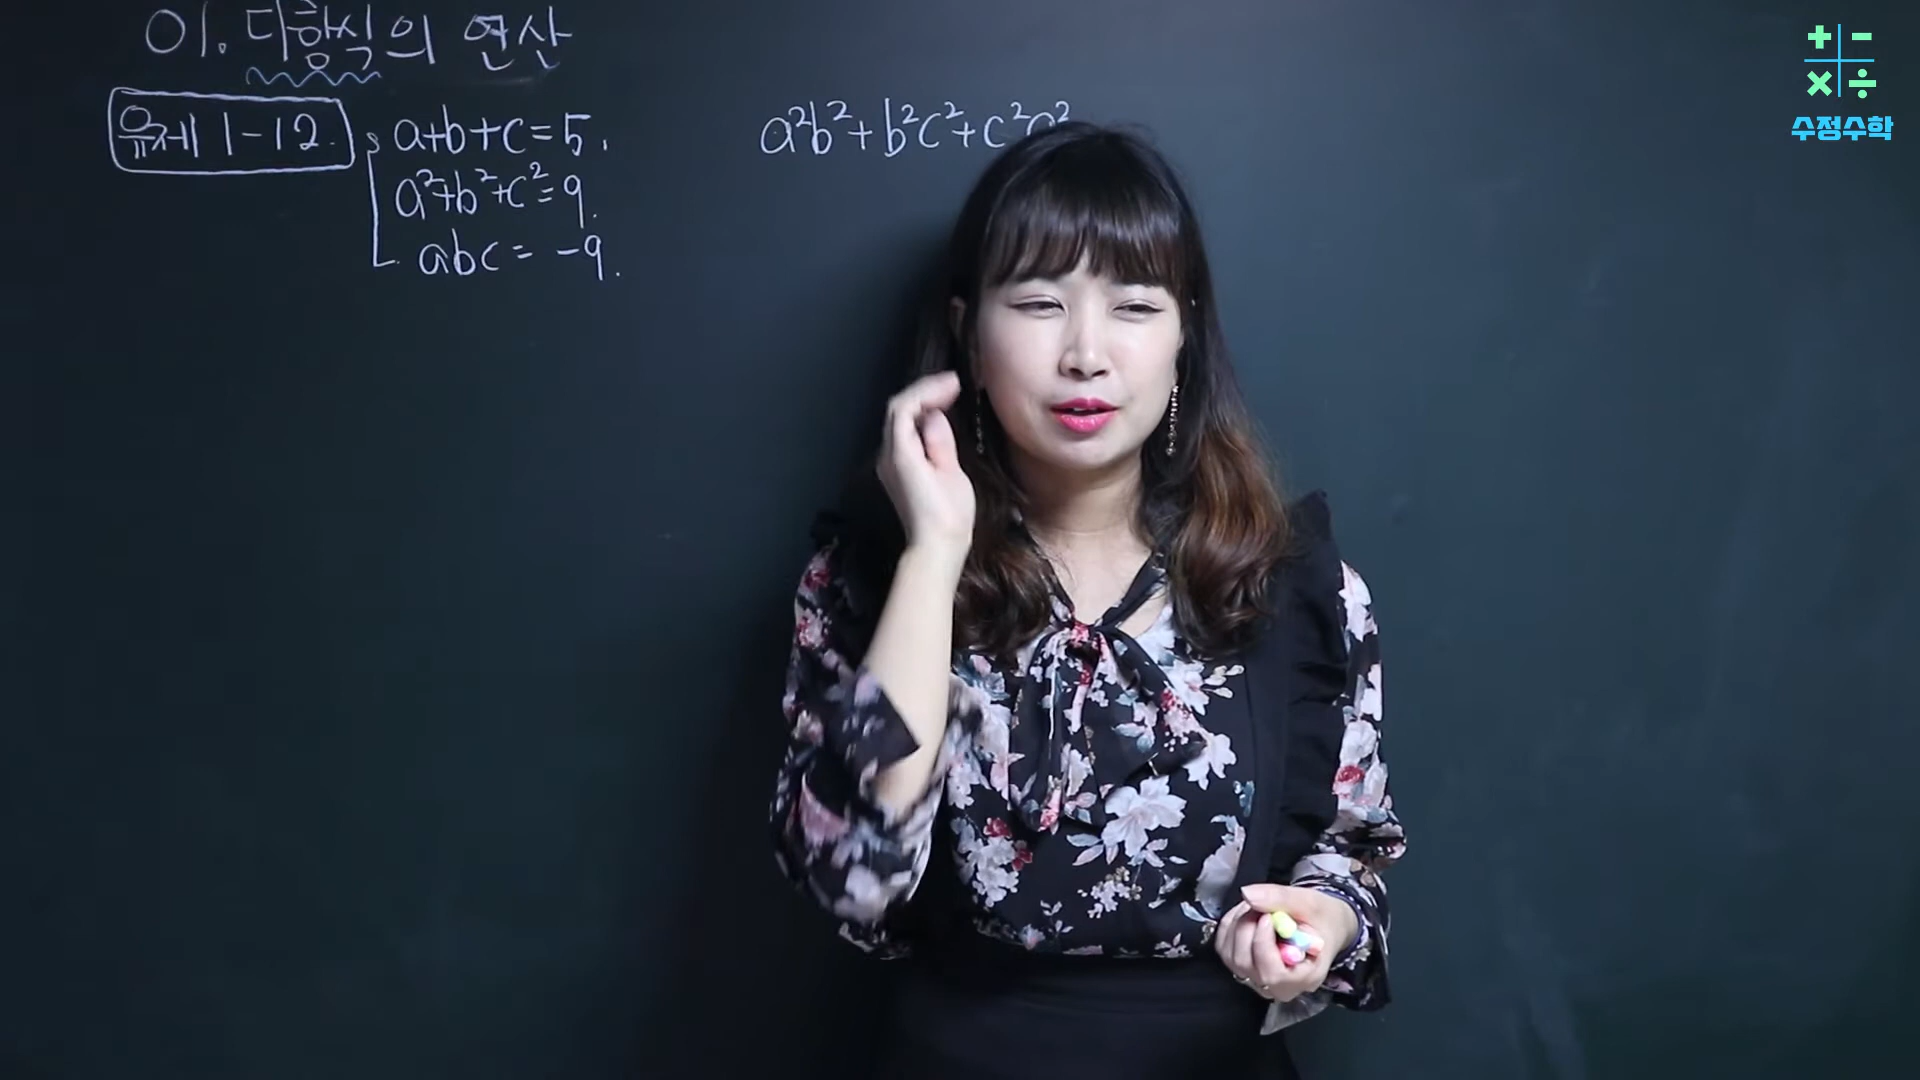 01. 다항식의 연산
유제 1-12.
a+b+c=5.
a²+b²+c²=9.
abc = -9.
a²b²+b²c²+c²a²
+ - × ÷
수정수학